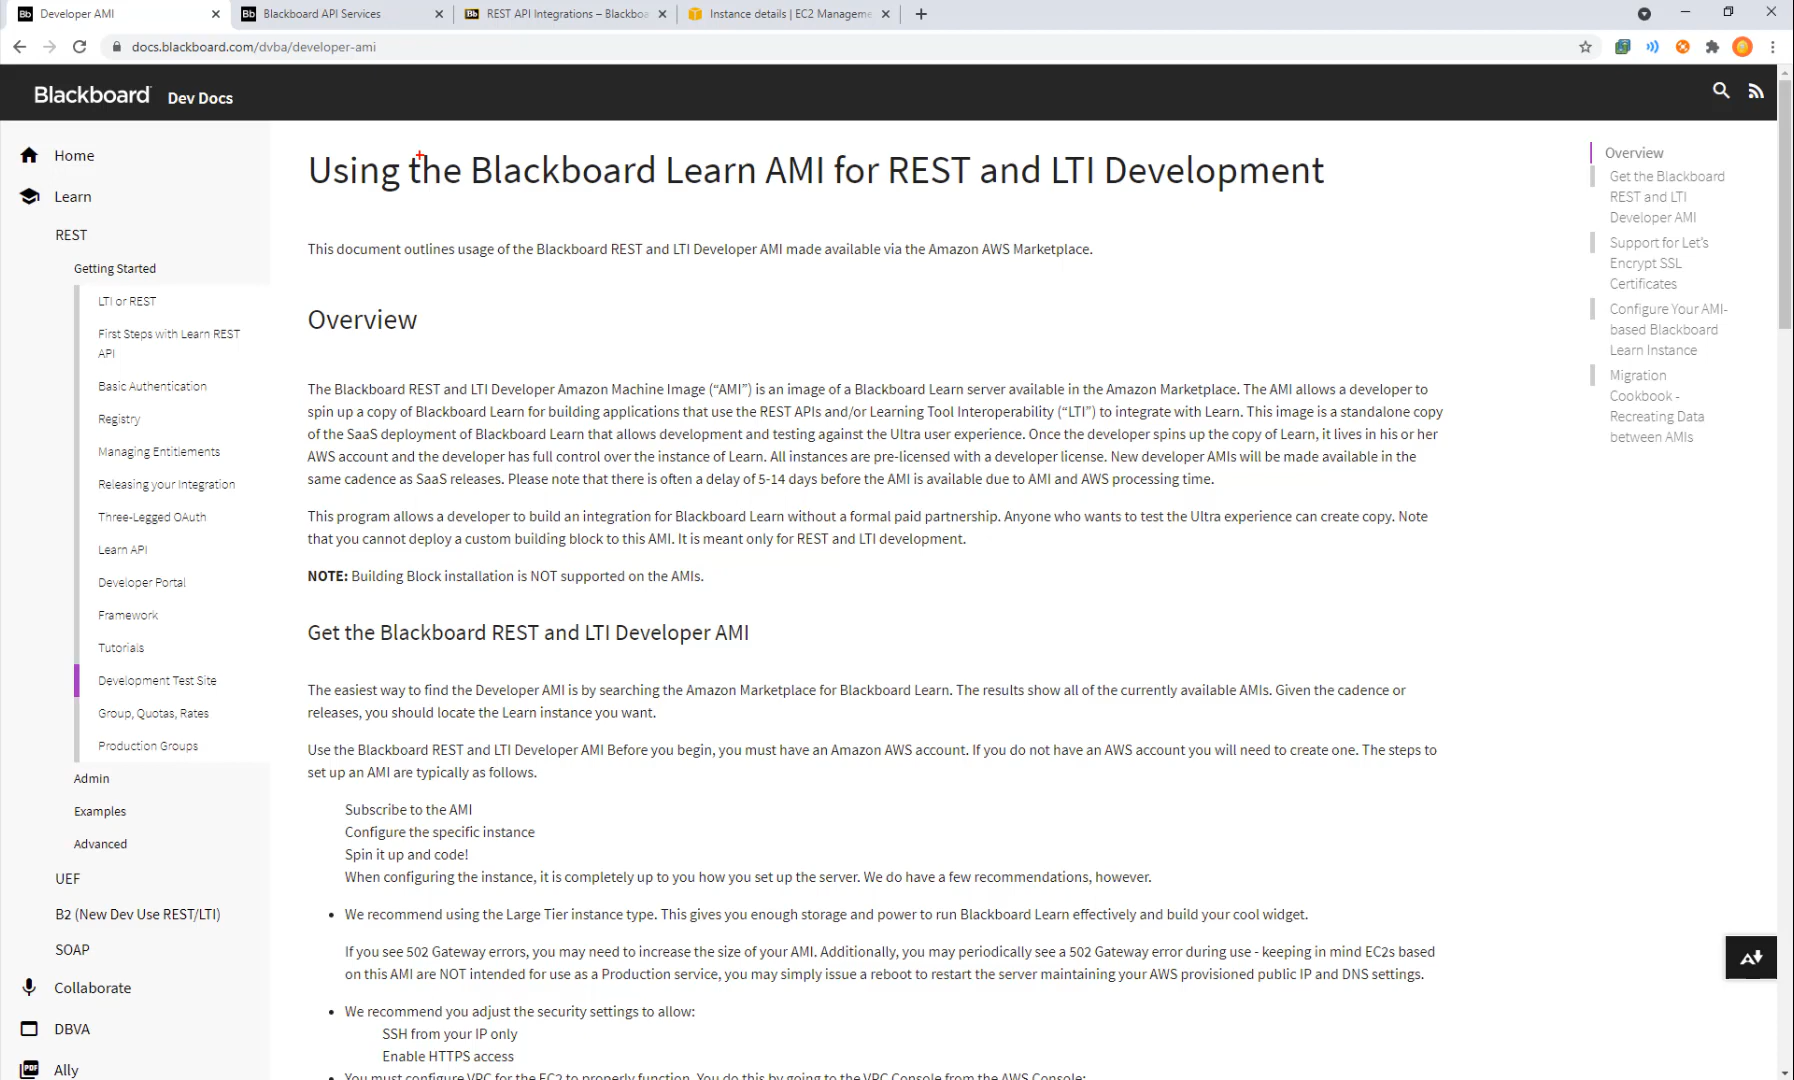 Developer AMI
Blackboard API Services
REST API Integrations – Blackboa
Instance details | EC2 Manageme
docs.blackboard.com/dvba/developer-ami
Blackboard Dev Docs
Home
Learn
REST
Getting Started
LTI or REST
First Steps with Learn REST
API
Basic Authentication
Registry
Managing Entitlements
Releasing your Integration
Three-Legged OAuth
Learn API
Developer Portal
Framework
Tutorials
Development Test Site
Group, Quotas, Rates
Production Groups
Admin
Examples
Advanced
UEF
B2 (New Dev Use REST/LTI)
SOAP
Collaborate
DBVA
PDF
Ally
Using the Blackboard Learn AMI for REST and LTI Development
This document outlines usage of the Blackboard REST and LTI Developer AMI made available via the Amazon AWS Marketplace.
Overview
The Blackboard REST and LTI Developer Amazon Machine Image (“AMI”) is an image of a Blackboard Learn server available in the Amazon Marketplace. The AMI allows a developer to
spin up a copy of Blackboard Learn for building applications that use the REST APIs and/or Learning Tool Interoperability (“LTI”) to integrate with Learn. This image is a standalone copy
of the SaaS deployment of Blackboard Learn that allows development and testing against the Ultra user experience. Once the developer spins up the copy of Learn, it lives in his or her
AWS account and the developer has full control over the instance of Learn. All instances are pre-licensed with a developer license. New developer AMIs will be made available in the
same cadence as SaaS releases. Please note that there is often a delay of 5-14 days before the AMI is available due to AMI and AWS processing time.
This program allows a developer to build an integration for Blackboard Learn without a formal paid partnership. Anyone who wants to test the Ultra experience can create copy. Note
that you cannot deploy a custom building block to this AMI. It is meant only for REST and LTI development.
NOTE: Building Block installation is NOT supported on the AMIs.
Get the Blackboard REST and LTI Developer AMI
The easiest way to find the Developer AMI is by searching the Amazon Marketplace for Blackboard Learn. The results show all of the currently available AMIs. Given the cadence or
releases, you should locate the Learn instance you want.
Use the Blackboard REST and LTI Developer AMI Before you begin, you must have an Amazon AWS account. If you do not have an AWS account you will need to create one. The steps to
set up an AMI are typically as follows.
Subscribe to the AMI
Configure the specific instance
Spin it up and code!
When configuring the instance, it is completely up to you how you set up the server. We do have a few recommendations, however.
• We recommend using the Large Tier instance type. This gives you enough storage and power to run Blackboard Learn effectively and build your cool widget.
If you see 502 Gateway errors, you may need to increase the size of your AMI. Additionally, you may periodically see a 502 Gateway error during use - keeping in mind EC2s based
on this AMI are NOT intended for use as a Production service, you may simply issue a reboot to restart the server maintaining your AWS provisioned public IP and DNS settings.
• We recommend you adjust the security settings to allow:
SSH from your IP only
Enable HTTPS access
• You must configure VPC for the EC2 to properly function. You do this by going to the VPC Console from the AWS Console:
Overview
Get the Blackboard
REST and LTI
Developer AMI
Support for Let’s
Encrypt SSL
Certificates
Configure Your AMI-
based Blackboard
Learn Instance
Migration
Cookbook -
Recreating Data
between AMIs